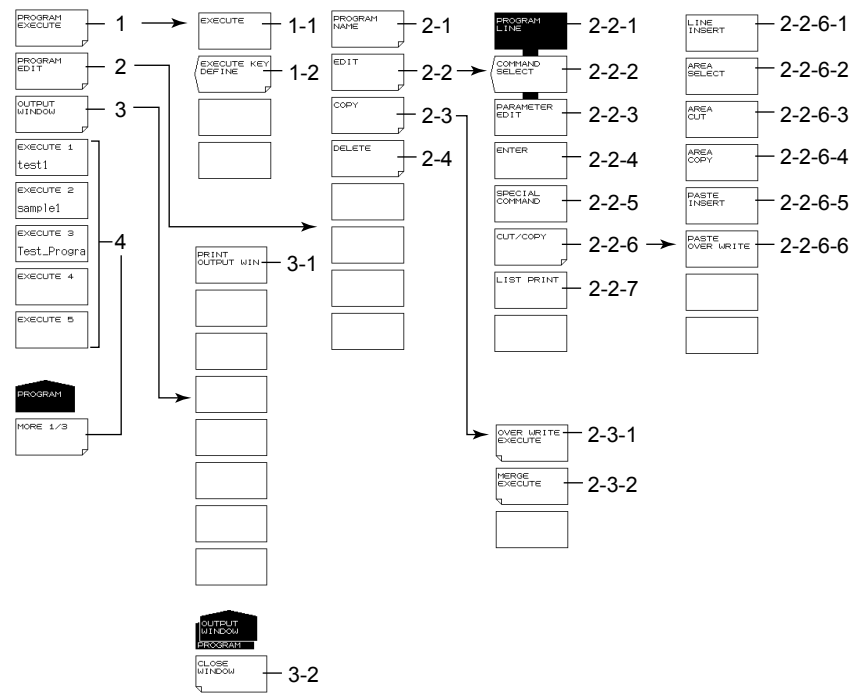 PROGRAM
EXECUTE
1
PROGRAM
EDIT
2
OUTPUT
WINDOW
3
EXECUTE 1
test1
EXECUTE 2
sample1
EXECUTE 3
Test_Progra
EXECUTE 4
EXECUTE 5
4
PROGRAM
MORE 1/3
EXECUTE
1-1
EXECUTE KEY
DEFINE
1-2
PRINT
OUTPUT WIN
3-1
OUTPUT
WINDOW
PROGRAM
CLOSE
WINDOW
3-2
PROGRAM
NAME
2-1
EDIT
2-2
COPY
2-3
DELETE
2-4
PROGRAM
LINE
2-2-1
COMMAND
SELECT
2-2-2
PARAMETER
EDIT
2-2-3
ENTER
2-2-4
SPECIAL
COMMAND
2-2-5
CUT/COPY
2-2-6
LIST PRINT
2-2-7
OVER WRITE
EXECUTE
2-3-1
MERGE
EXECUTE
2-3-2
LINE
INSERT
2-2-6-1
AREA
SELECT
2-2-6-2
AREA
CUT
2-2-6-3
AREA
COPY
2-2-6-4
PASTE
INSERT
2-2-6-5
PASTE
OVER WRITE
2-2-6-6